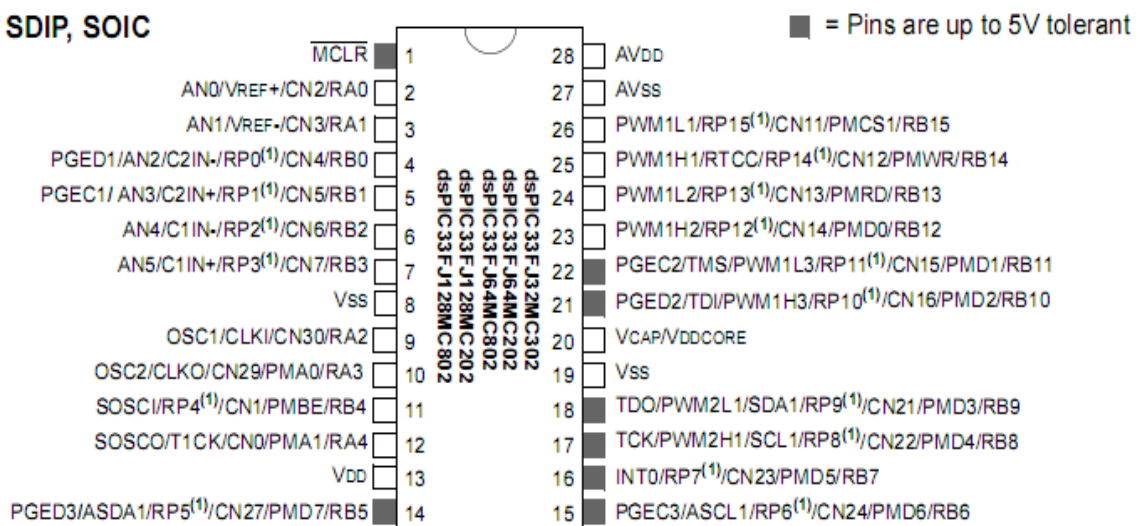 SDIP, SOIC
= Pins are up to 5V tolerant
MCLR 1
AN0/VREF+/CN2/RA0 2
AN1/VREF-/CN3/RA1 3
PGED1/AN2/C2IN-/RP0(1)/CN4/RB0 4
PGEC1/ AN3/C2IN+/RP1(1)/CN5/RB1 5
AN4/C1IN-/RP2(1)/CN6/RB2 6
AN5/C1IN+/RP3(1)/CN7/RB3 7
VSS 8
OSC1/CLKI/CN30/RA2 9
OSC2/CLKO/CN29/PMA0/RA3 10
SOSCI/RP4(1)/CN1/PMBE/RB4 11
SOSCO/T1CK/CN0/PMA1/RA4 12
VDD 13
PGED3/ASDA1/RP5(1)/CN27/PMD7/RB5 14
dsPIC33FJ32MC302
dsPIC33FJ64MC202
dsPIC33FJ64MC802
dsPIC33FJ128MC202
dsPIC33FJ128MC802
28 AVDD
27 AVSS
26 PWM1L1/RP15(1)/CN11/PMCS1/RB15
25 PWM1H1/RTCC/RP14(1)/CN12/PMWR/RB14
24 PWM1L2/RP13(1)/CN13/PMRD/RB13
23 PWM1H2/RP12(1)/CN14/PMD0/RB12
22 PGEC2/TMS/PWM1L3/RP11(1)/CN15/PMD1/RB11
21 PGED2/TDI/PWM1H3/RP10(1)/CN16/PMD2/RB10
20 VCAP/VDDCORE
19 VSS
18 TDO/PWM2L1/SDA1/RP9(1)/CN21/PMD3/RB9
17 TCK/PWM2H1/SCL1/RP8(1)/CN22/PMD4/RB8
16 INT0/RP7(1)/CN23/PMD5/RB7
15 PGEC3/ASCL1/RP6(1)/CN24/PMD6/RB6